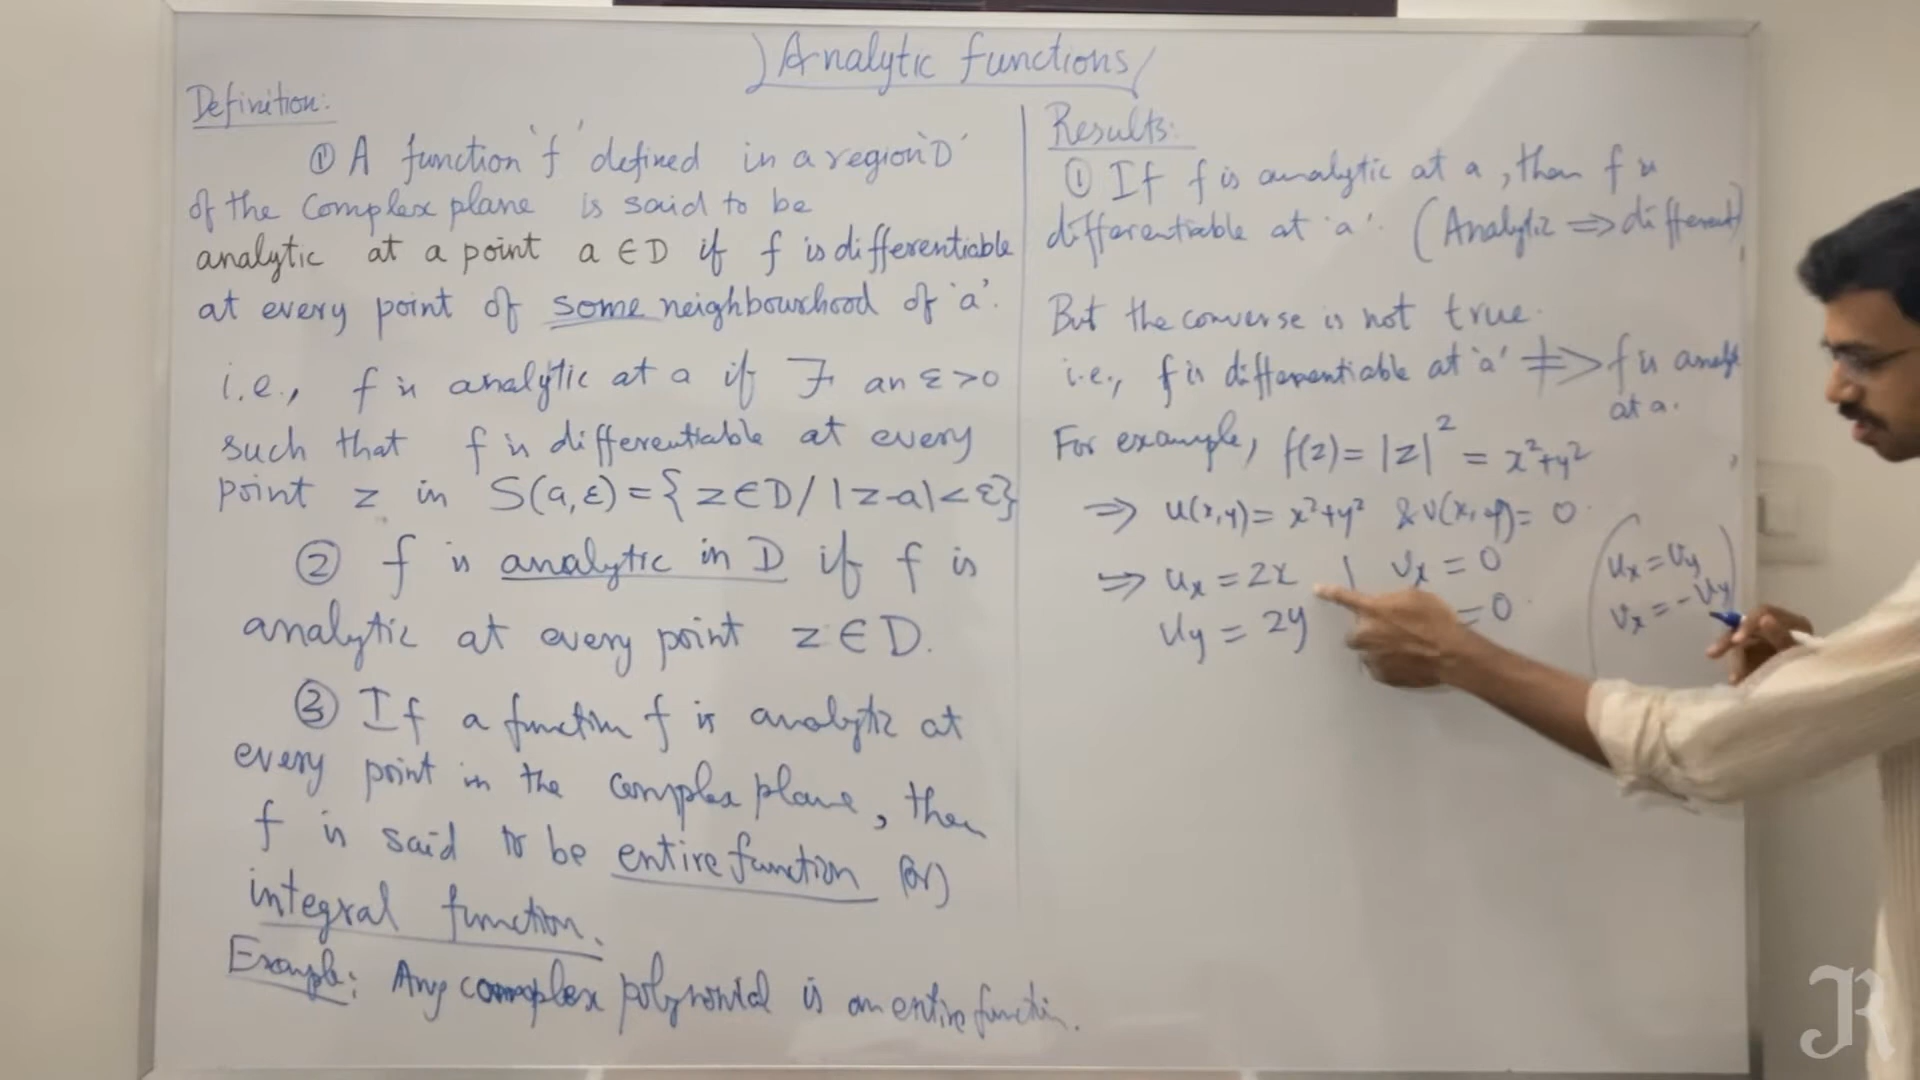 Analytic functions
Definition:
① A function 'f' defined in a region 'D'
of the complex plane is said to be
analytic at a point a ∈ D if f is differentiable
at every point of some neighbourhood of 'a'.
i.e., f is analytic at a if ∃ an ε > 0
such that f is differentiable at every
point z in S(a,ε) = { z∈D / |z-a| < ε}
② f is analytic in D if f is
analytic at every point z ∈ D.
③ If a function f is analytic at
every point in the complex plane, then
f is said to be entire function (or)
integral function.
Example: Any complex polynomial is an entire function.
Results:
① If f is analytic at a, then f is
differentiable at 'a'. (Analytic ⇒ different)
But the converse is not true.
i.e., f is differentiable at 'a' ⇏ f is analyt
at a.
For example, f(z) = |z|² = x²+y²
⇒ u(x,y) = x²+y² & v(x,y) = 0
⇒ u_x = 2x | v_x = 0
u_y = 2y = 0
u_x = v_y
v_x = -u_y
JR